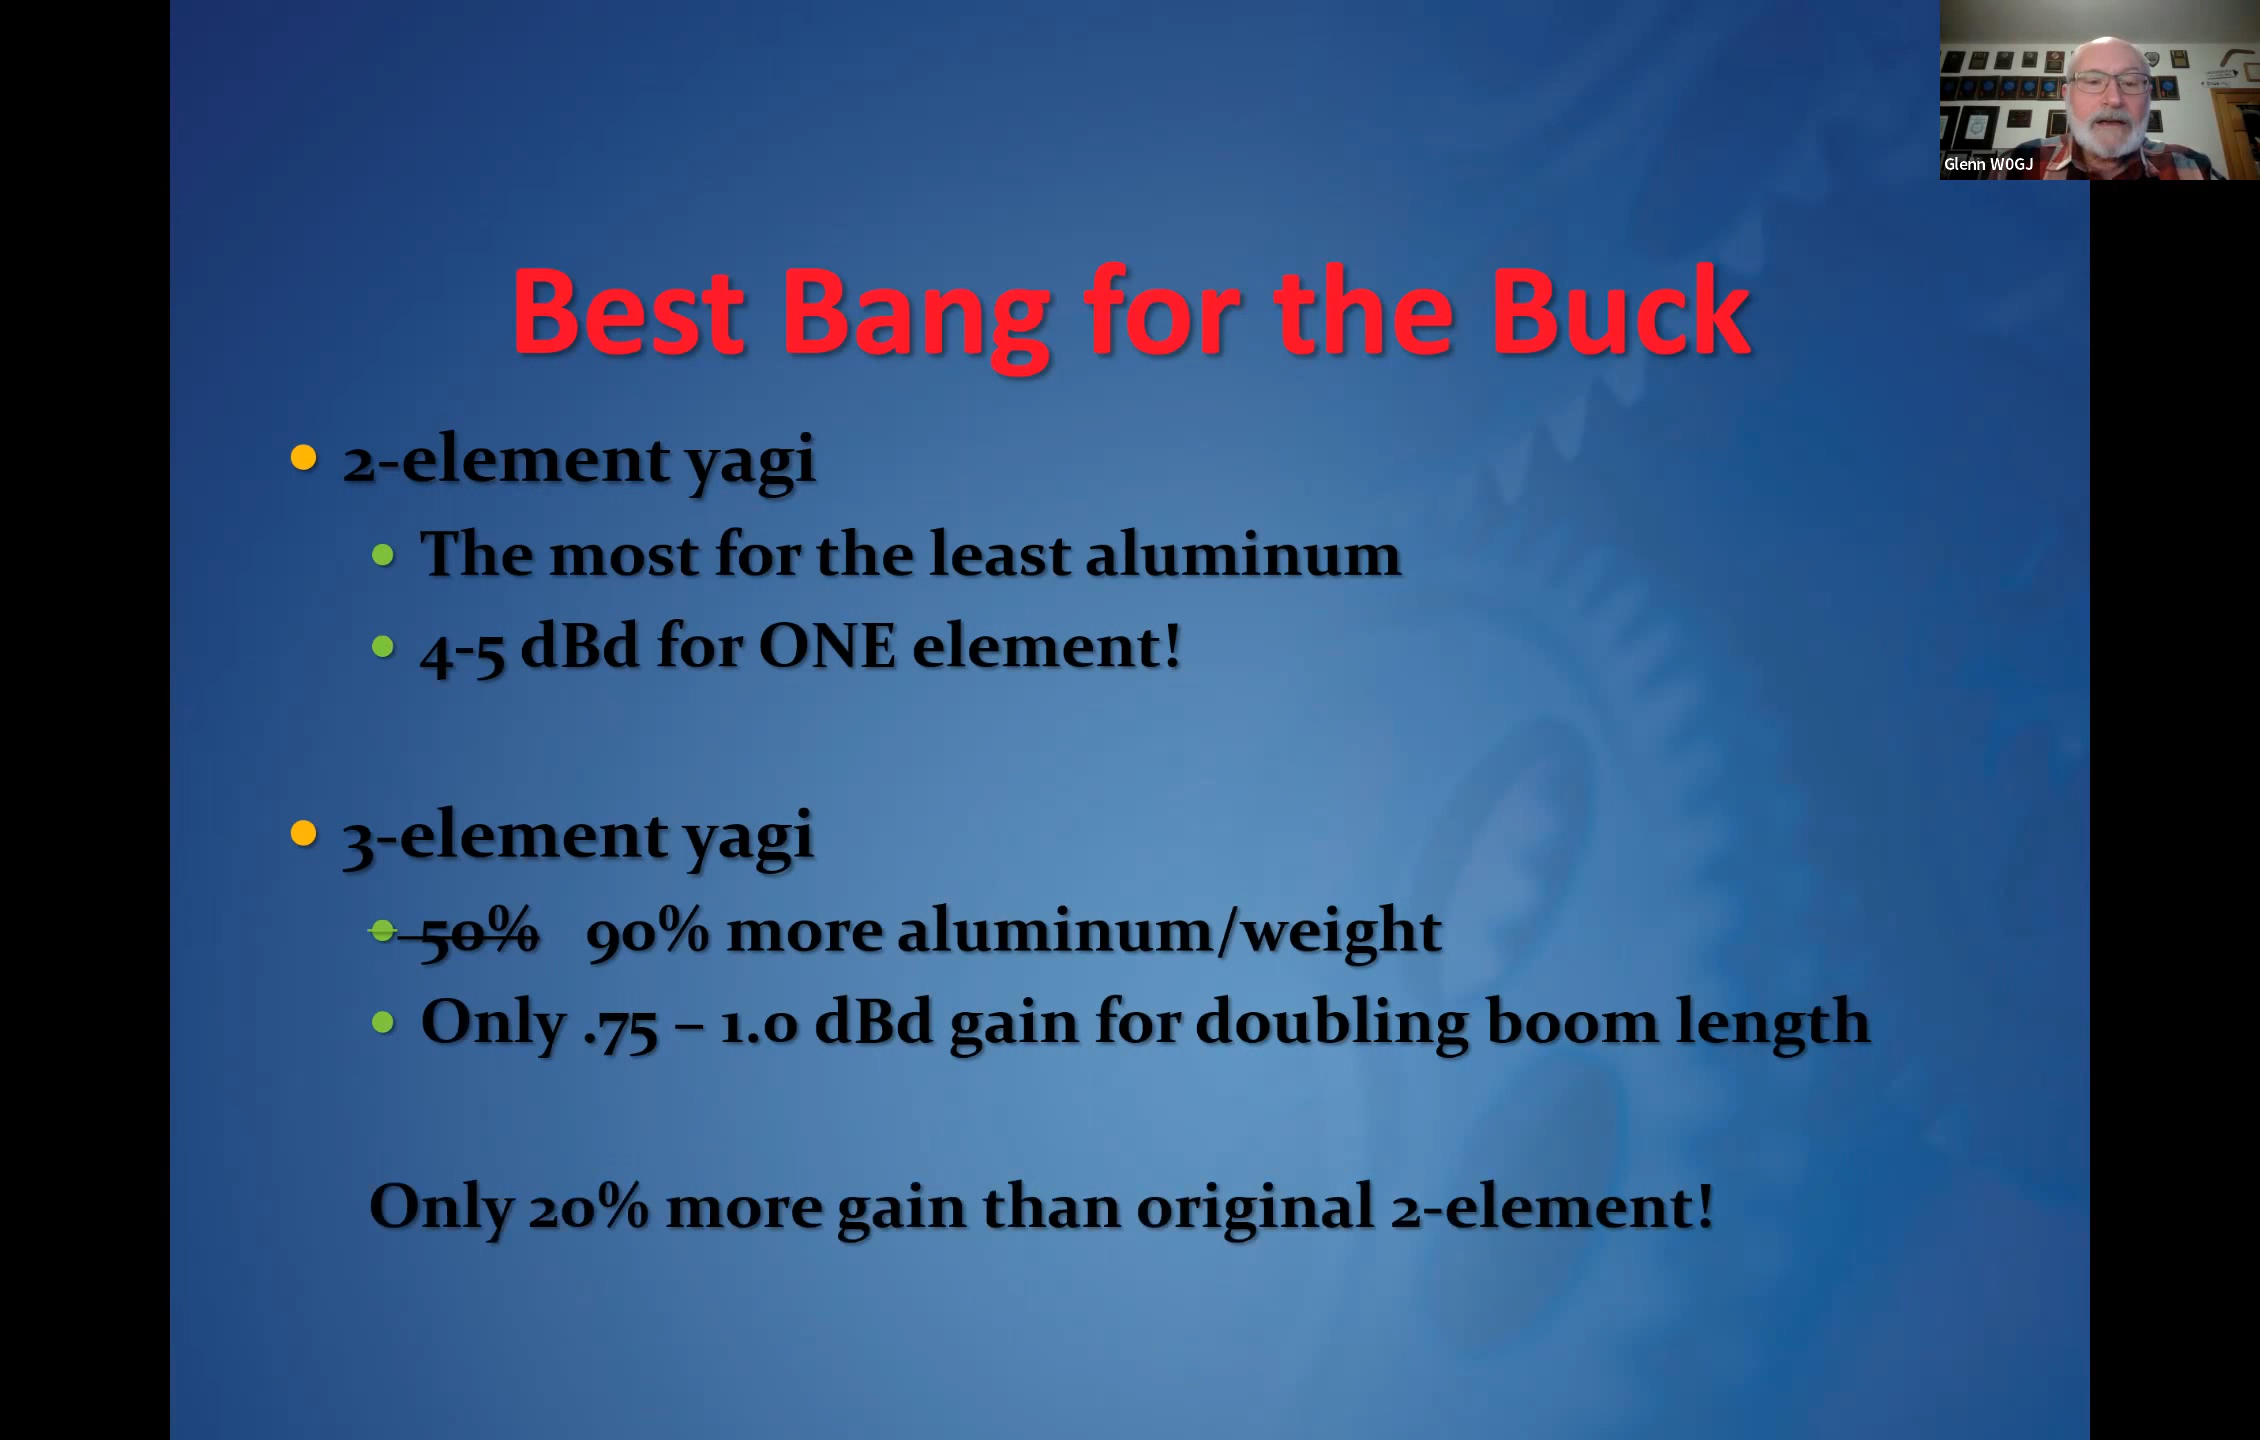 Glenn W0GJ
Best Bang for the Buck
2-element yagi
The most for the least aluminum
4-5 dBd for ONE element!
3-element yagi
50% 90% more aluminum/weight
Only .75 – 1.0 dBd gain for doubling boom length
Only 20% more gain than original 2-element!